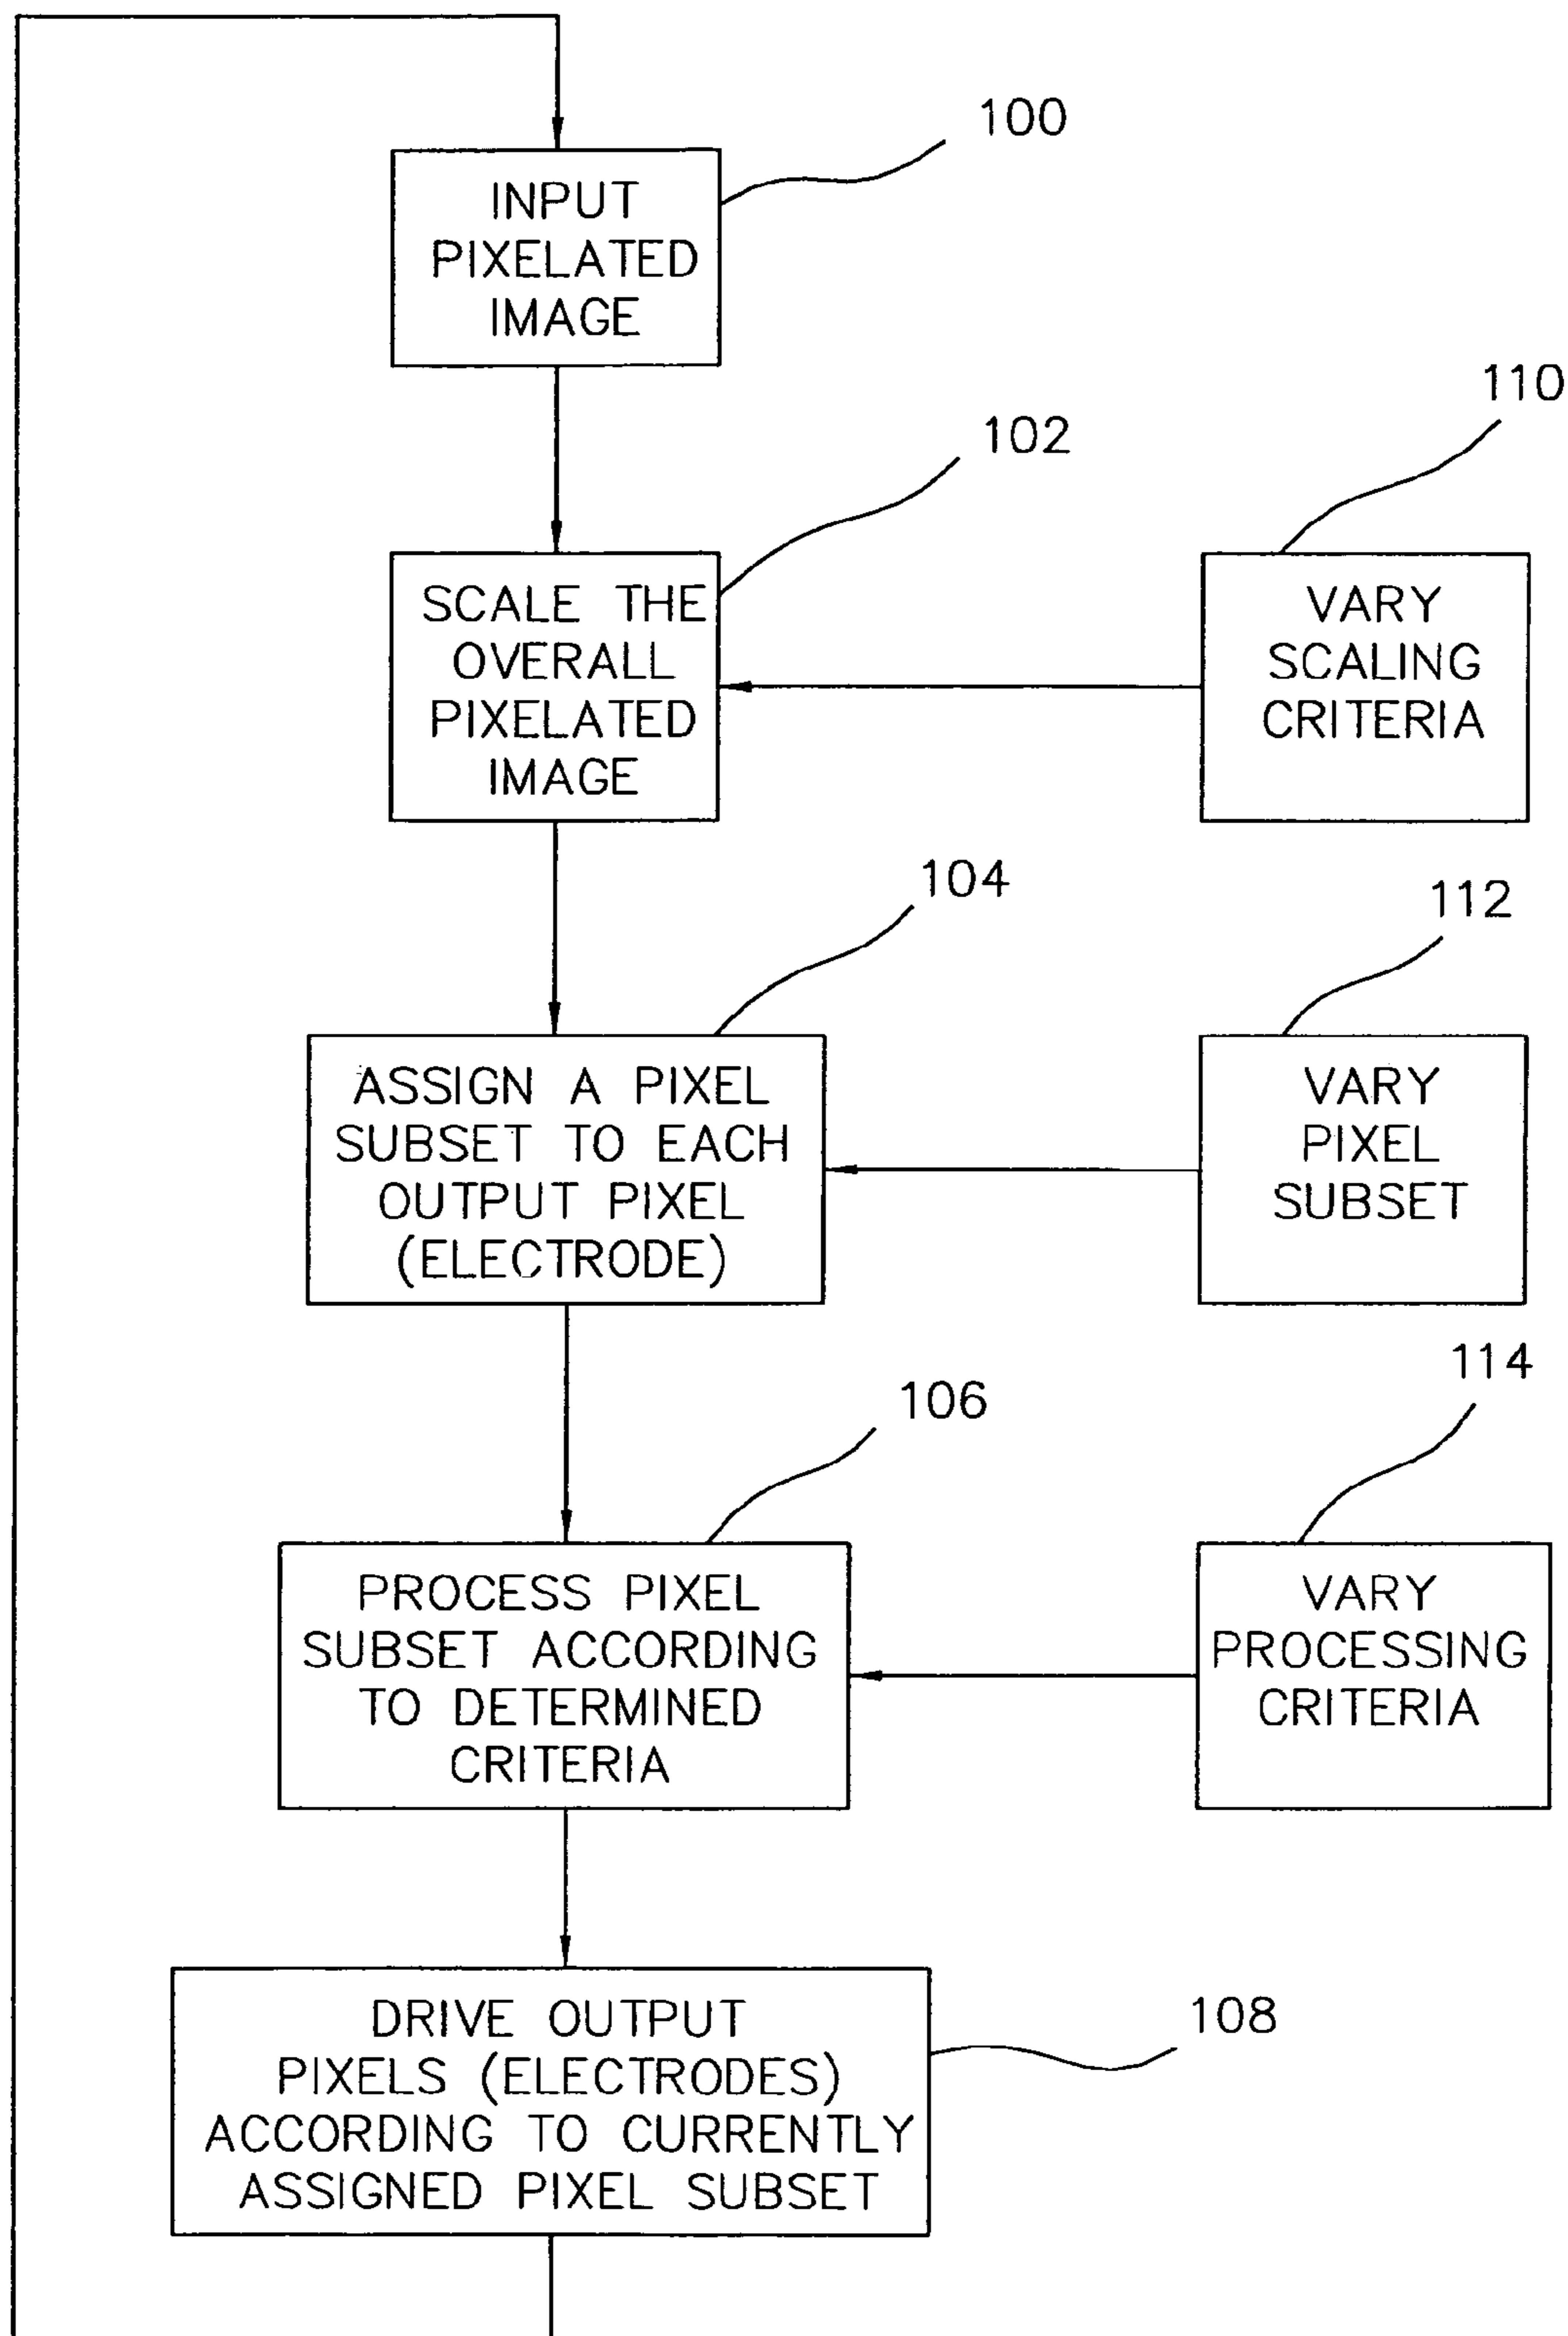 100
INPUT
PIXELATED
IMAGE
110
102
SCALE THE
OVERALL
PIXELATED
IMAGE
VARY
SCALING
CRITERIA
104
112
ASSIGN A PIXEL
SUBSET TO EACH
OUTPUT PIXEL
(ELECTRODE)
VARY
PIXEL
SUBSET
114
106
PROCESS PIXEL
SUBSET ACCORDING
TO DETERMINED
CRITERIA
VARY
PROCESSING
CRITERIA
108
DRIVE OUTPUT
PIXELS (ELECTRODES)
ACCORDING TO CURRENTLY
ASSIGNED PIXEL SUBSET